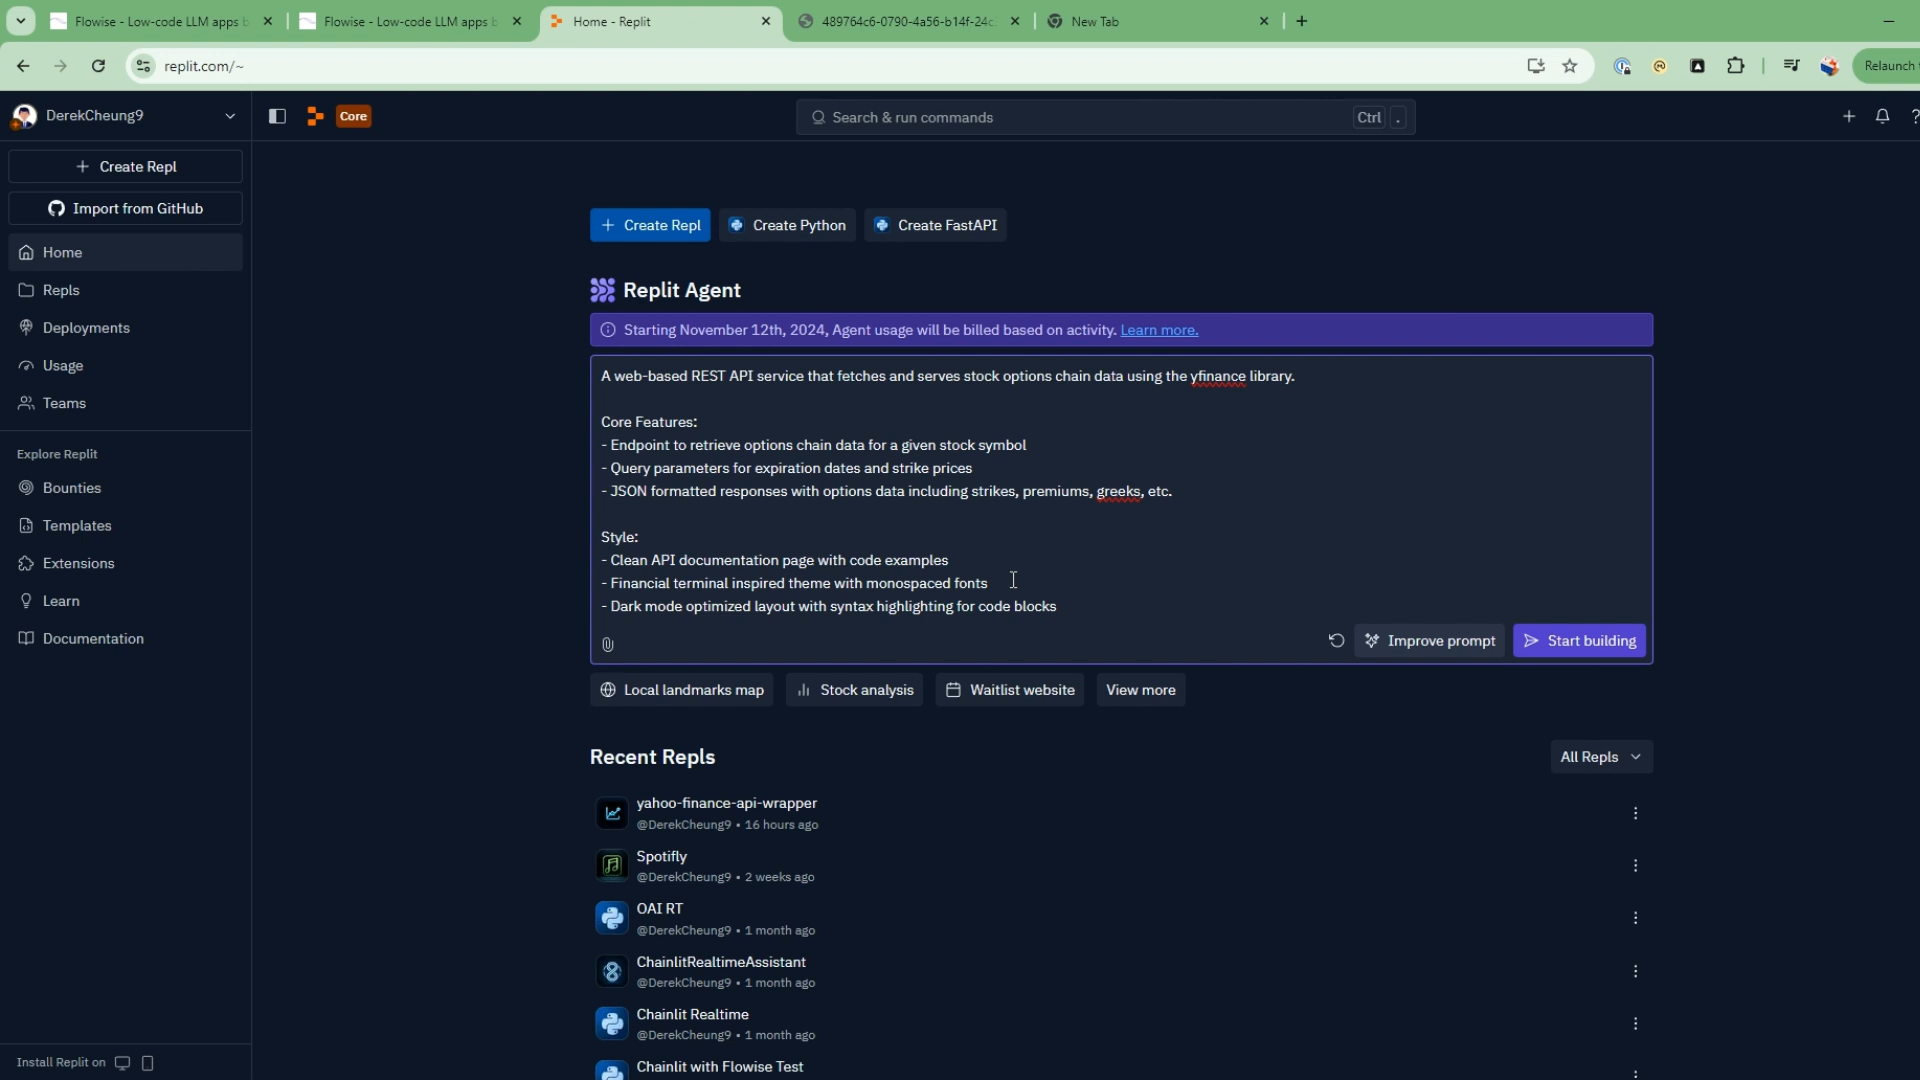 Flowise - Low-code LLM apps b
Flowise - Low-code LLM apps b
Home - Replit
489764c6-0790-4a56-b14f-24c
New Tab
replit.com/~
Relaunch
DerekCheung9
Core
Search & run commands
Ctrl .
?
Create Repl
Import from GitHub
Home
Repls
Deployments
Usage
Teams
Explore Replit
Bounties
Templates
Extensions
Learn
Documentation
Install Replit on
Create Repl
Create Python
Create FastAPI
Replit Agent
Starting November 12th, 2024, Agent usage will be billed based on activity. Learn more.
A web-based REST API service that fetches and serves stock options chain data using the yfinance library.
Core Features:
- Endpoint to retrieve options chain data for a given stock symbol
- Query parameters for expiration dates and strike prices
- JSON formatted responses with options data including strikes, premiums, greeks, etc.
Style:
- Clean API documentation page with code examples
- Financial terminal inspired theme with monospaced fonts
- Dark mode optimized layout with syntax highlighting for code blocks
Improve prompt
Start building
Local landmarks map
Stock analysis
Waitlist website
View more
Recent Repls
All Repls
yahoo-finance-api-wrapper
@DerekCheung9 • 16 hours ago
Spotifly
@DerekCheung9 • 2 weeks ago
OAI RT
@DerekCheung9 • 1 month ago
ChainlitRealtimeAssistant
@DerekCheung9 • 1 month ago
Chainlit Realtime
@DerekCheung9 • 1 month ago
Chainlit with Flowise Test